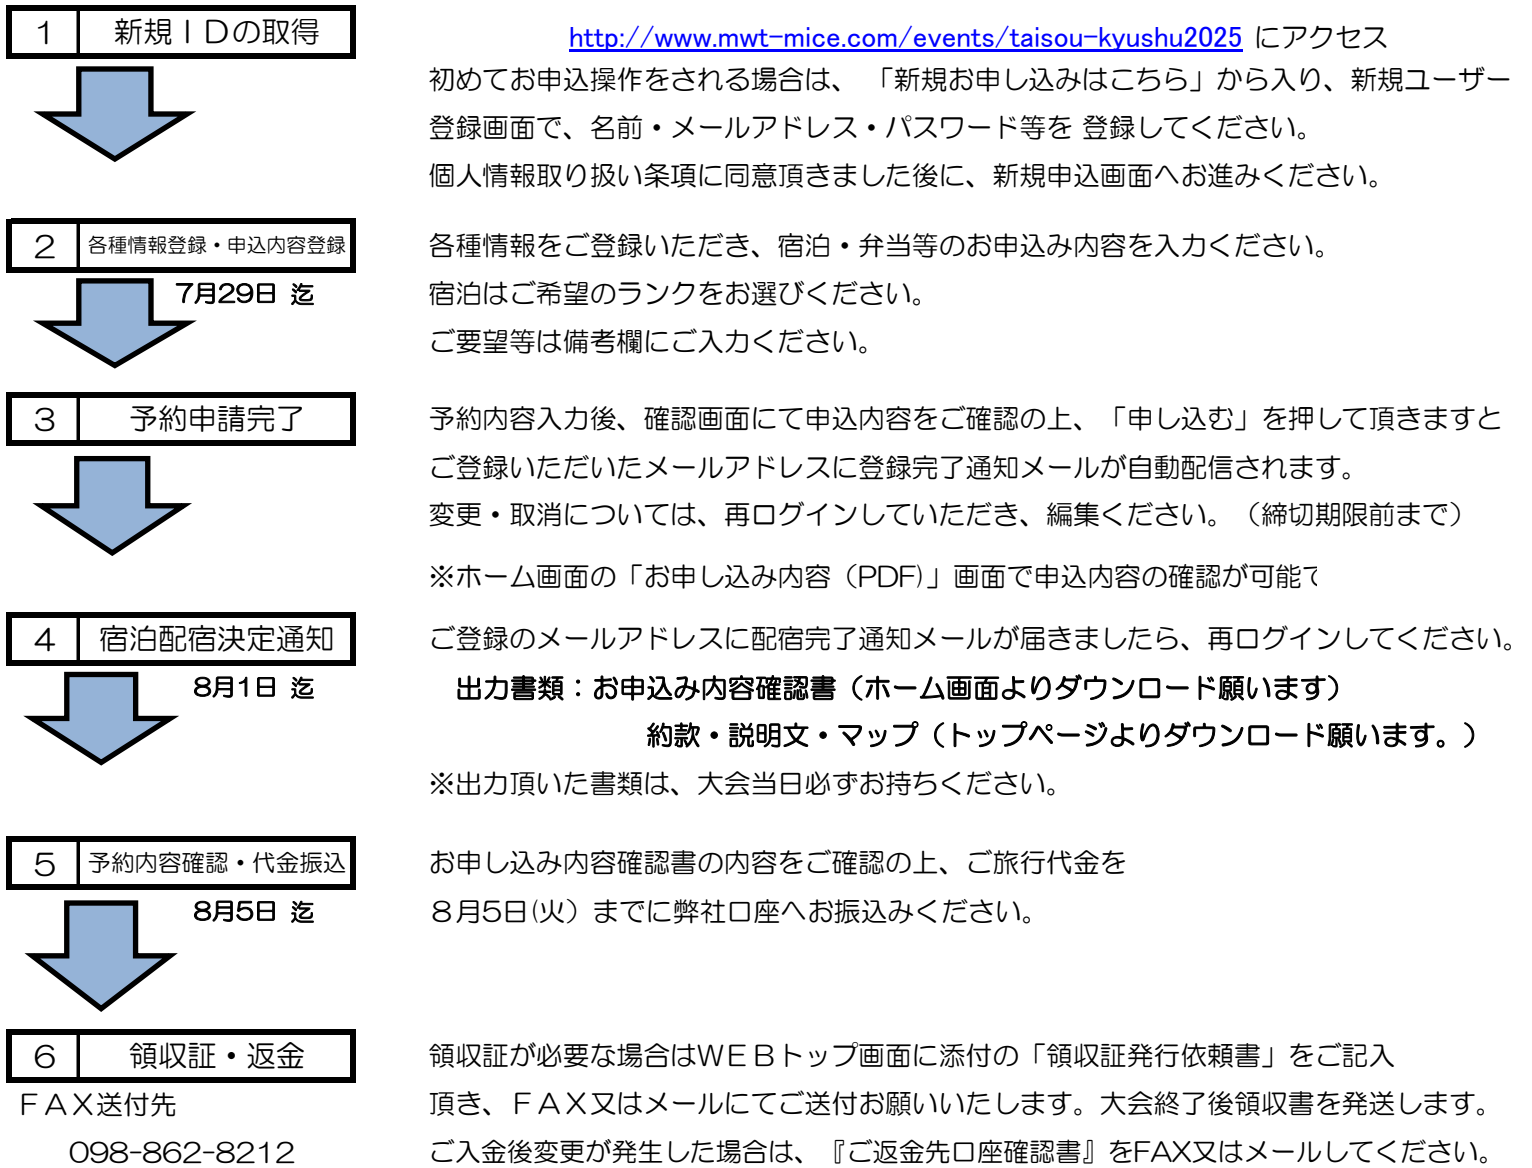 1 新規ＩＤの取得
http://www.mwt-mice.com/events/taisou-kyushu2025 にアクセス
初めてお申込操作をされる場合は、「新規お申し込みはこちら」から入り、新規ユーザー
登録画面で、名前・メールアドレス・パスワード等を 登録してください。
個人情報取り扱い条項に同意頂きました後に、新規申込画面へお進みください。
2 各種情報登録・申込内容登録
各種情報をご登録いただき、宿泊・弁当等のお申込み内容を入力ください。
7月29日 迄
宿泊はご希望のランクをお選びください。
ご要望等は備考欄にご入力ください。
3 予約申請完了
予約内容入力後、確認画面にて申込内容をご確認の上、「申し込む」を押して頂きますと
ご登録いただいたメールアドレスに登録完了通知メールが自動配信されます。
変更・取消については、再ログインしていただき、編集ください。（締切期限前まで）
※ホーム画面の「お申し込み内容（PDF)」画面で申込内容の確認が可能で
4 宿泊配宿決定通知
ご登録のメールアドレスに配宿完了通知メールが届きましたら、再ログインしてください。
8月1日 迄
出力書類：お申込み内容確認書（ホーム画面よりダウンロード願います）
約款・説明文・マップ（トップページよりダウンロード願います。）
※出力頂いた書類は、大会当日必ずお持ちください。
5 予約内容確認・代金振込
お申し込み内容確認書の内容をご確認の上、ご旅行代金を
8月5日 迄
８月5日(火）までに弊社口座へお振込みください。
6 領収証・返金
領収証が必要な場合はＷＥＢトップ画面に添付の「領収証発行依頼書」をご記入
ＦＡＸ送付先
頂き、ＦＡＸ又はメールにてご送付お願いいたします。大会終了後領収書を発送します。
098-862-8212
ご入金後変更が発生した場合は、『ご返金先口座確認書』をFAX又はメールしてください。